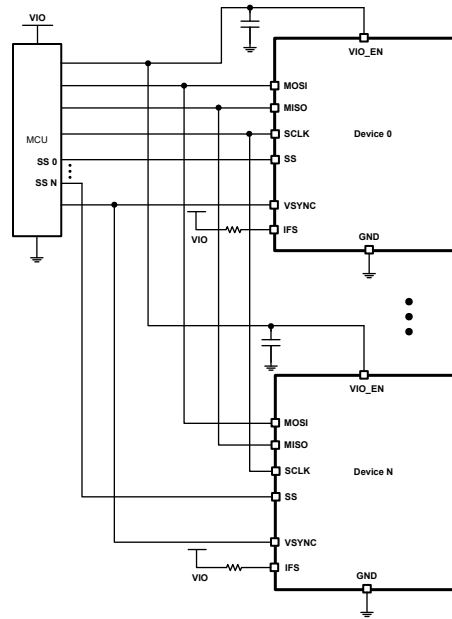 VIO
VIO_EN
MOSI
MISO
MCU
SCLK
Device 0
SS 0
SS
SS N
VSYNC
VIO
IFS
GND
VIO_EN
MOSI
MISO
SCLK
Device N
SS
VSYNC
VIO
IFS
GND